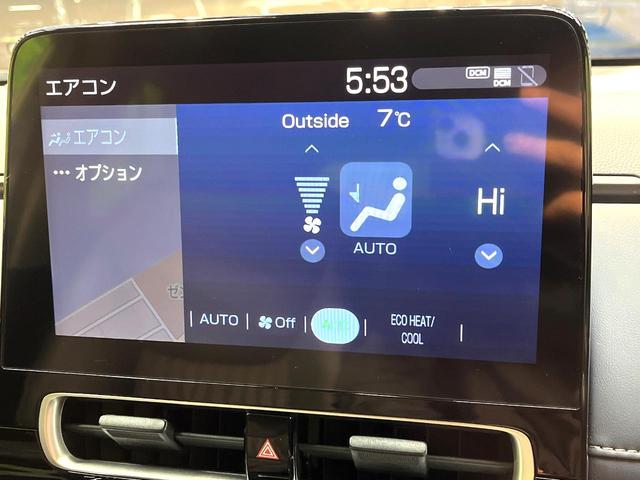 エアコン
5:53
DCM
DCM
エアコン
Outside 7℃
オプション
Hi
AUTO
AUTO
Off
ECO HEAT/
COOL